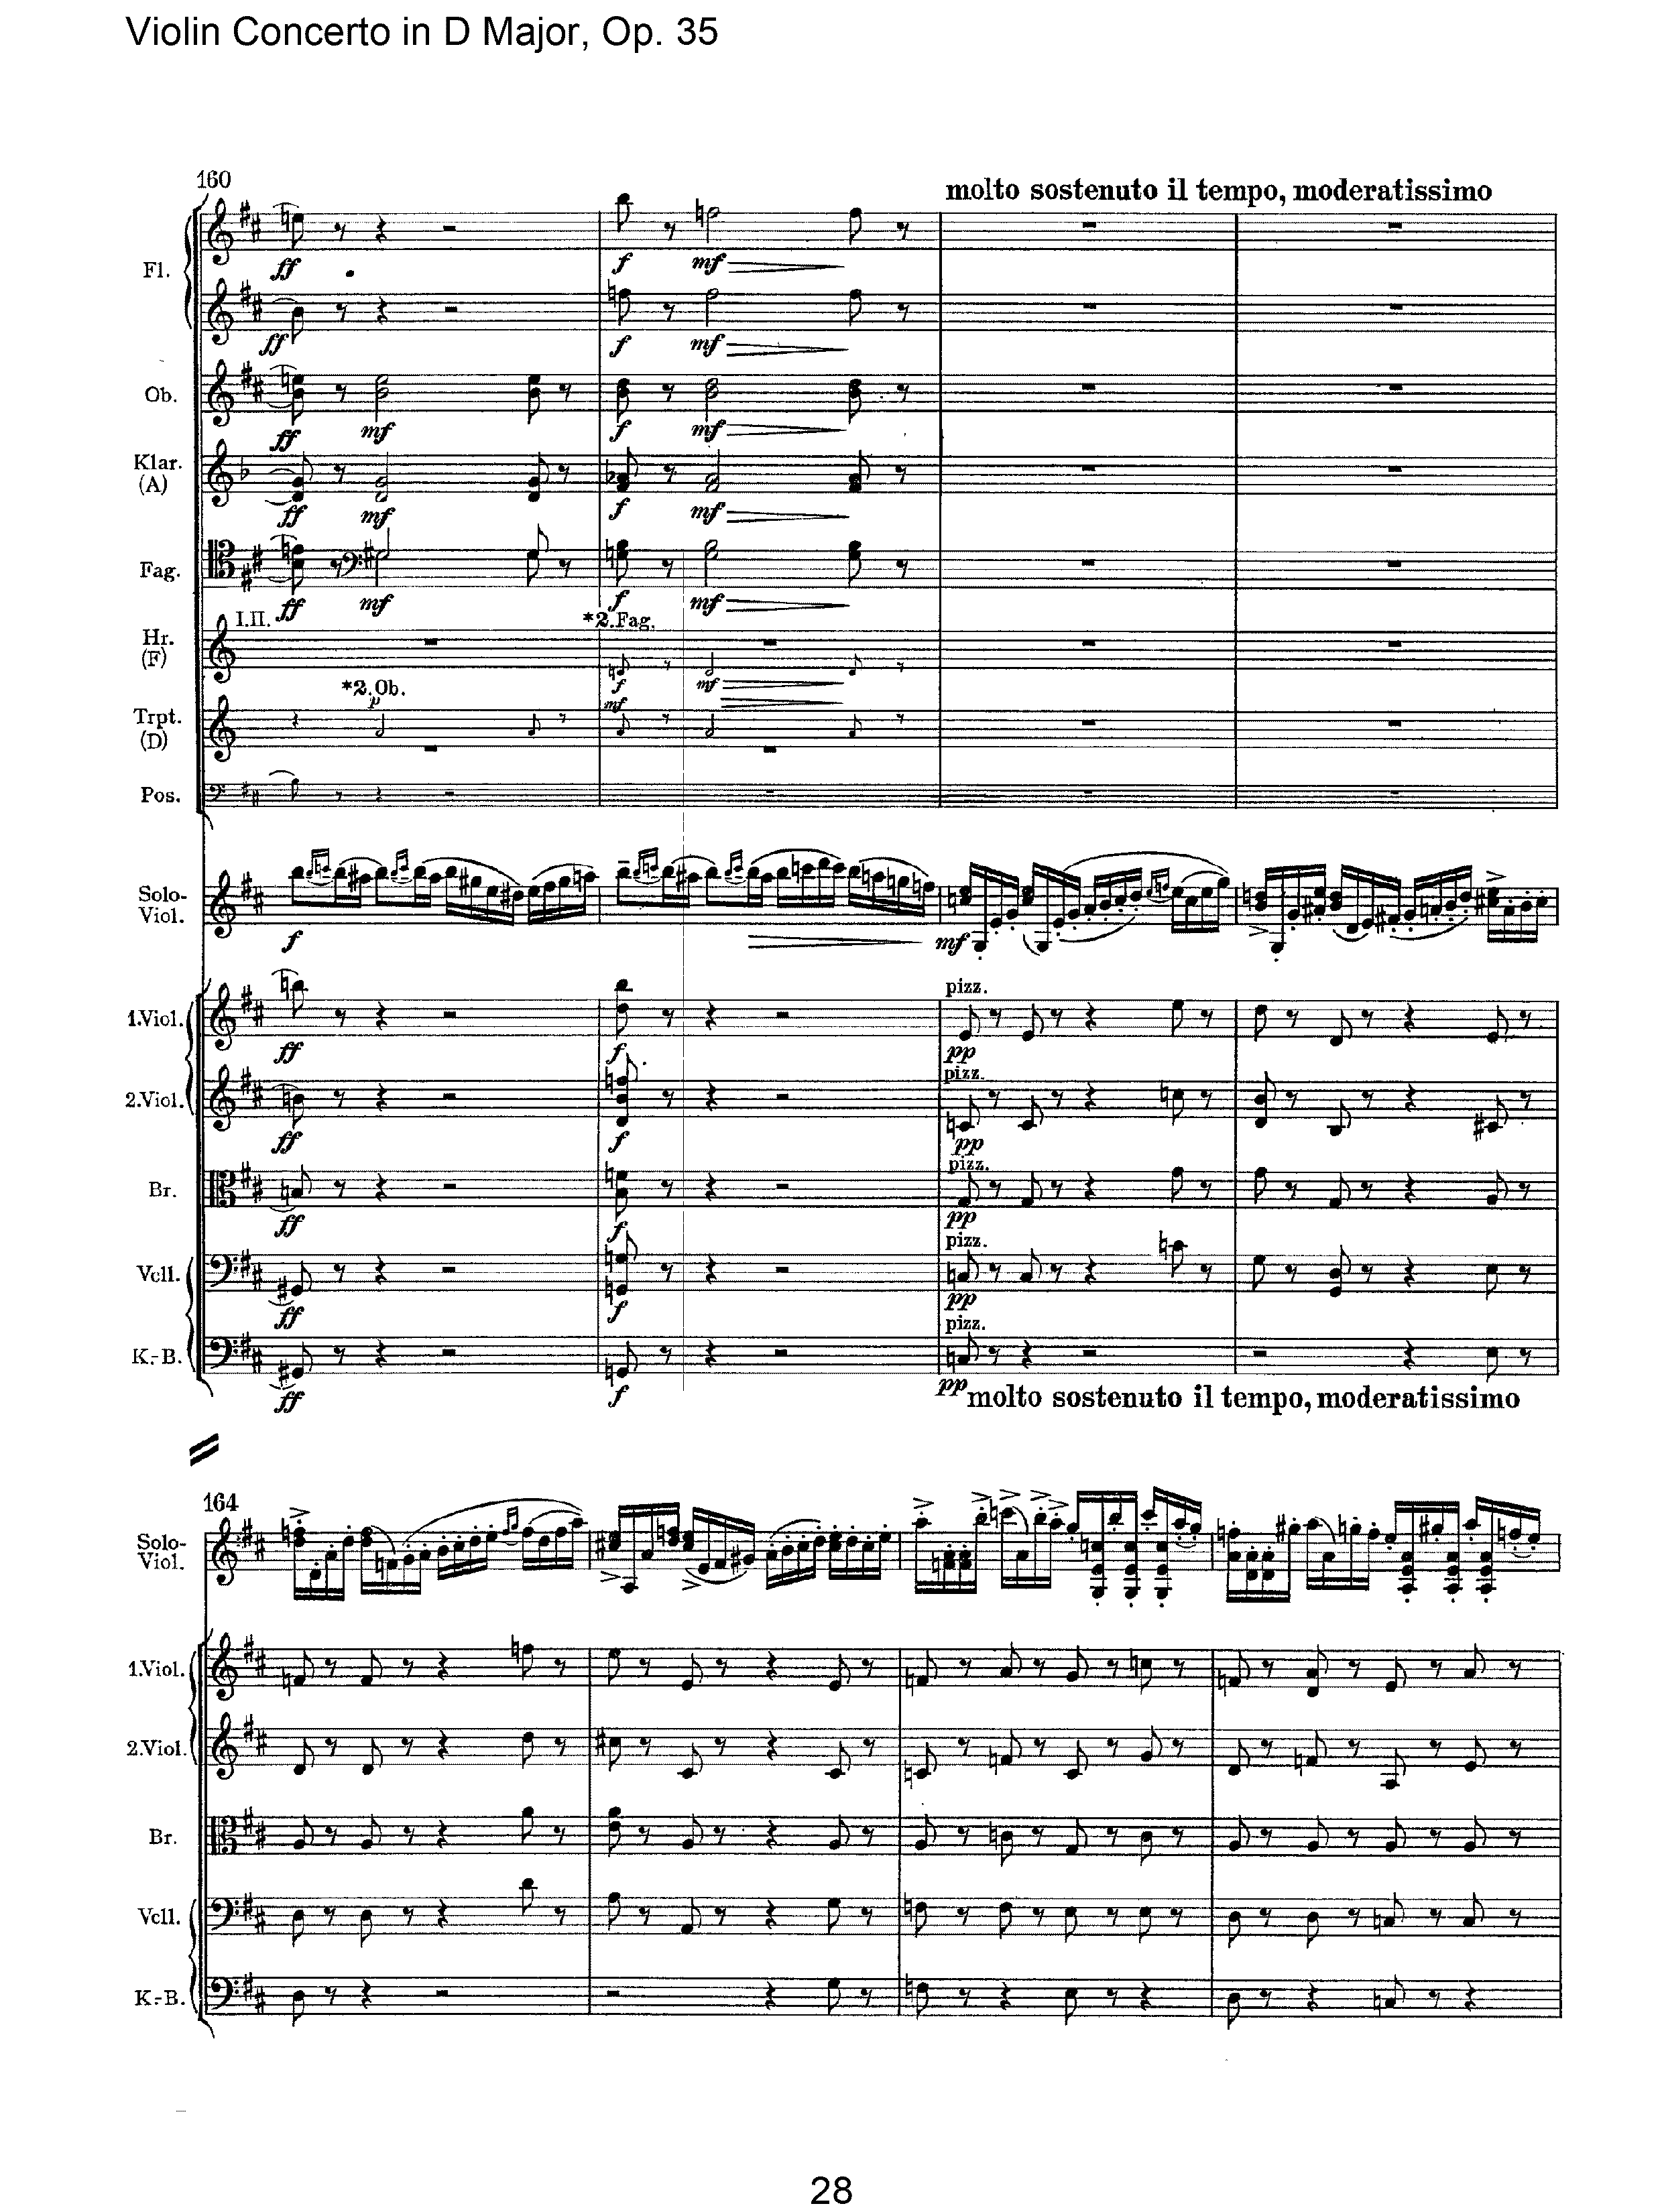 Violin Concerto in D Major, Op. 35
160
molto sostenuto il tempo, moderatissimo
Fl.
ff
f
mf
ff
f
mf
Ob.
ff
mf
f
mf
Klar.
(A)
ff
mf
f
mf
Fag.
ff
mf
f
mf
Hr.
(F)
I.II.
*2.Fag.
f
mf
Trpt.
(D)
*2.Ob.
p
mf
Pos.
Solo-
Viol.
f
mf
1.Viol.
ff
f
pizz.
pp
2.Viol.
ff
f
pizz.
pp
Br.
ff
f
pizz.
pp
Vcll.
ff
f
pizz.
pp
K.-B.
ff
f
pizz.
pp
molto sostenuto il tempo, moderatissimo
164
Solo-
Viol.
1.Viol.
2.Viol.
Br.
Vcll.
K.-B.
28